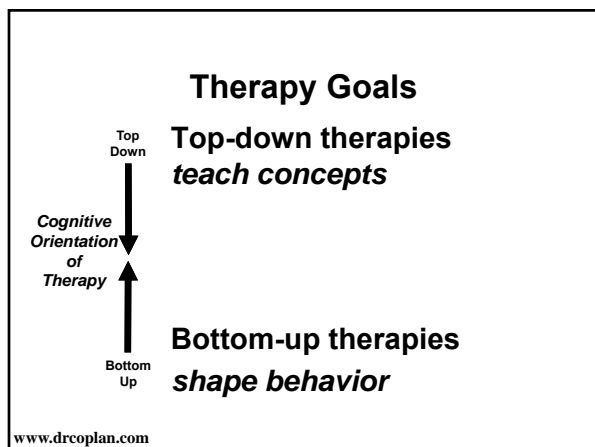 Therapy Goals
Top
Down
Top-down therapies
teach concepts
Cognitive
Orientation
of
Therapy
Bottom-up therapies
Bottom
Up
shape behavior
www.drcoplan.com